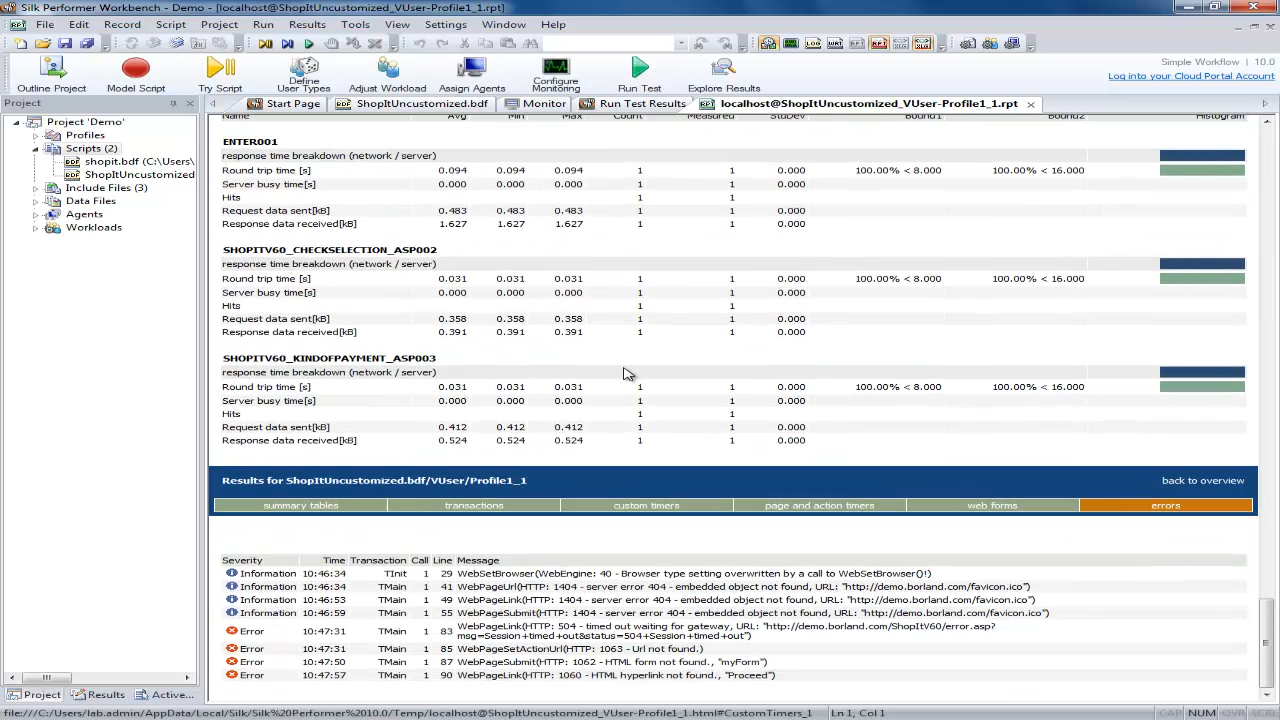 Silk Performer Workbench - Demo - [localhost@ShopItUncustomized_VUser-Profile1_1.rpt]
File Edit Record Script Project Run Results Tools View Settings Window Help
Outline Project Model Script Try Script Define User Types Adjust Workload Assign Agents Configure Monitoring Run Test Explore Results
Simple Workflow | 10.0
Log into your Cloud Portal Account
Project
Start Page ShopItUncustomized.bdf Monitor Run Test Results localhost@ShopItUncustomized_VUser-Profile1_1.rpt
Project 'Demo'
Profiles
Scripts (2)
shopit.bdf (C:\Users\
ShopItUncustomized
Include Files (3)
Data Files
Agents
Workloads
Name Avg Min Max Count Measured StdDev Bound1 Bound2 Histogram
ENTER001
response time breakdown (network / server)
Round trip time [s] 0.094 0.094 0.094 1 1 0.000 100.00% < 8.000 100.00% < 16.000
Server busy time[s] 0.000 0.000 0.000 1 1 0.000
Hits 1 1
Request data sent[kB] 0.483 0.483 0.483 1 1 0.000
Response data received[kB] 1.627 1.627 1.627 1 1 0.000
SHOPITV60_CHECKSELECTION_ASP002
response time breakdown (network / server)
Round trip time [s] 0.031 0.031 0.031 1 1 0.000 100.00% < 8.000 100.00% < 16.000
Server busy time[s] 0.000 0.000 0.000 1 1 0.000
Hits 1 1
Request data sent[kB] 0.358 0.358 0.358 1 1 0.000
Response data received[kB] 0.391 0.391 0.391 1 1 0.000
SHOPITV60_KINDOFPAYMENT_ASP003
response time breakdown (network / server)
Round trip time [s] 0.031 0.031 0.031 1 1 0.000 100.00% < 8.000 100.00% < 16.000
Server busy time[s] 0.000 0.000 0.000 1 1 0.000
Hits 1 1
Request data sent[kB] 0.412 0.412 0.412 1 1 0.000
Response data received[kB] 0.524 0.524 0.524 1 1 0.000
Results for ShopItUncustomized.bdf/VUser/Profile1_1 back to overview
summary tables transactions custom timers page and action timers web forms errors
Severity Time Transaction Call Line Message
Information 10:46:34 TInit 1 29 WebSetBrowser(WebEngine: 40 - Browser type setting overwritten by a call to WebSetBrowser()!)
Information 10:46:34 TMain 1 41 WebPageUrl(HTTP: 1404 - server error 404 - embedded object not found, URL: "http://demo.borland.com/favicon.ico")
Information 10:46:53 TMain 1 49 WebPageLink(HTTP: 1404 - server error 404 - embedded object not found, URL: "http://demo.borland.com/favicon.ico")
Information 10:46:59 TMain 1 55 WebPageSubmit(HTTP: 1404 - server error 404 - embedded object not found, URL: "http://demo.borland.com/favicon.ico")
Error 10:47:31 TMain 1 83 WebPageLink(HTTP: 504 - timed out waiting for gateway, URL: "http://demo.borland.com/ShopItV60/error.asp?
msg=Session+timed+out&status=504+Session+timed+out")
Error 10:47:31 TMain 1 85 WebPageSetActionUrl(HTTP: 1063 - Url not found.)
Error 10:47:50 TMain 1 87 WebPageSubmit(HTTP: 1062 - HTML form not found., "myForm")
Error 10:47:57 TMain 1 90 WebPageLink(HTTP: 1060 - HTML hyperlink not found., "Proceed")
Project Results Active...
file:///C:/Users/lab.admin/AppData/Local/Silk/Silk%20Performer%2010.0/Temp/localhost@ShopItUncustomized_VUser-Profile1_1.html#CustomTimers_1 Ln 1, Col 1 CAP NUM OVR SCRL